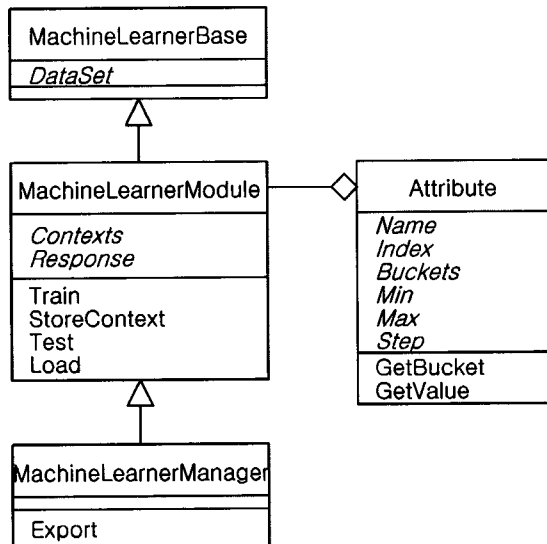 MachineLearnerBase
DataSet
MachineLearnerModule
Contexts
Response
Train
StoreContext
Test
Load
Attribute
Name
Index
Buckets
Min
Max
Step
GetBucket
GetValue
MachineLearnerManager
Export